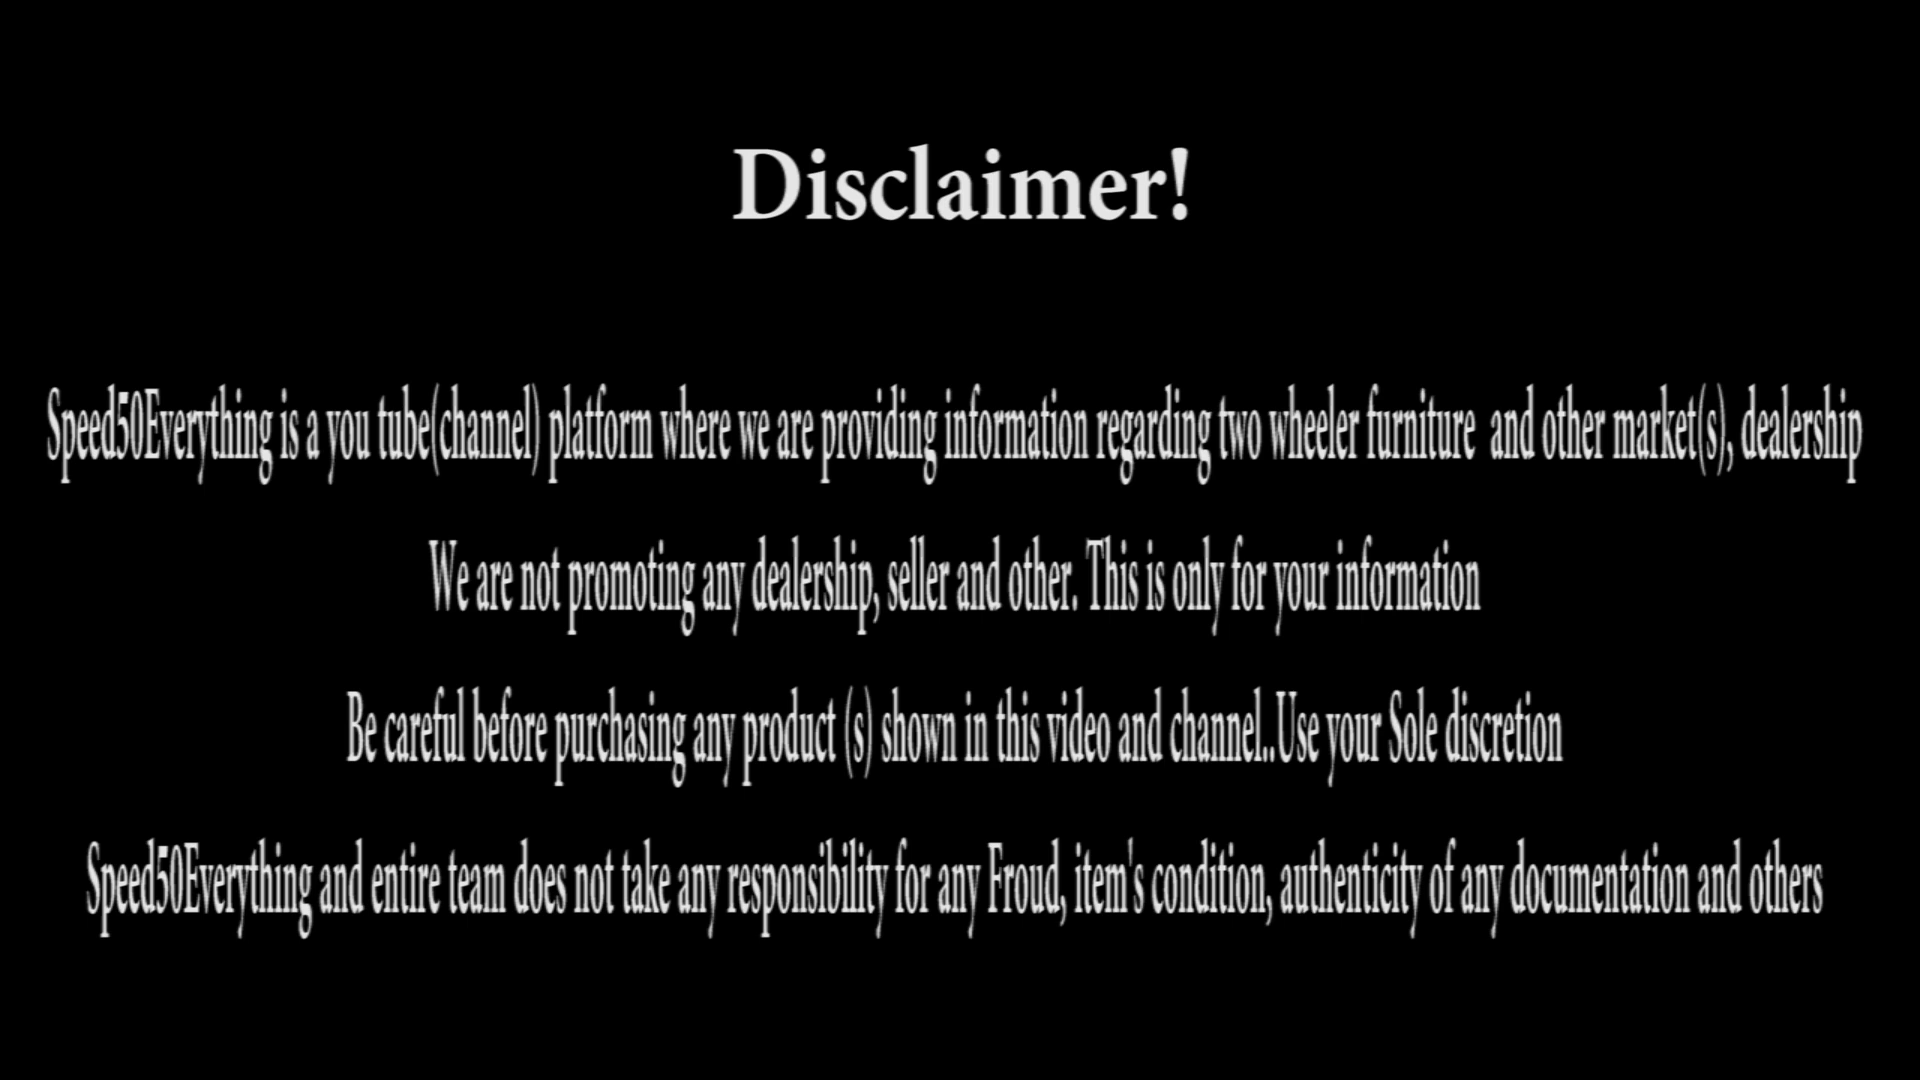 Disclaimer!
Speed50Everything is a you tube(channel) platform where we are providing information regarding two wheeler furniture  and other market(s), dealership
We are not promoting any dealership, seller and other. This is only for your information
Be careful before purchasing any product (s) shown in this video and channel..Use your Sole discretion
Speed50Everything and entire team does not take any responsibility for any Froud, item's condition, authenticity of any documentation and others